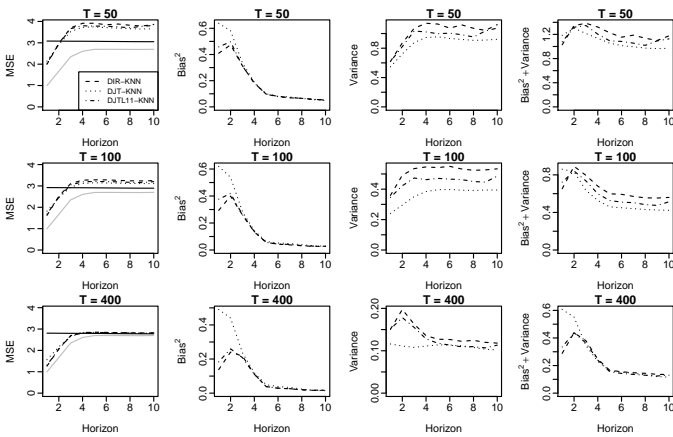 T = 50
MSE
0 1 2 3 4
2 4 6 8 10
Horizon
DIR−KNN
DJT−KNN
DJTL11−KNN
T = 50
Bias²
0.0 0.2 0.4 0.6
2 4 6 8 10
Horizon
T = 50
Variance
0.0 0.4 0.8
2 4 6 8 10
Horizon
T = 50
Bias² + Variance
0.0 0.4 0.8 1.2
2 4 6 8 10
Horizon
T = 100
MSE
0 1 2 3 4
2 4 6 8 10
Horizon
T = 100
Bias²
0.0 0.2 0.4 0.6
2 4 6 8 10
Horizon
T = 100
Variance
0.0 0.2 0.4
2 4 6 8 10
Horizon
T = 100
Bias² + Variance
0.0 0.4 0.8
2 4 6 8 10
Horizon
T = 400
MSE
0 1 2 3 4
2 4 6 8 10
Horizon
T = 400
Bias²
0.0 0.2 0.4
2 4 6 8 10
Horizon
T = 400
Variance
0.00 0.10 0.20
2 4 6 8 10
Horizon
T = 400
Bias² + Variance
0.0 0.2 0.4 0.6
2 4 6 8 10
Horizon